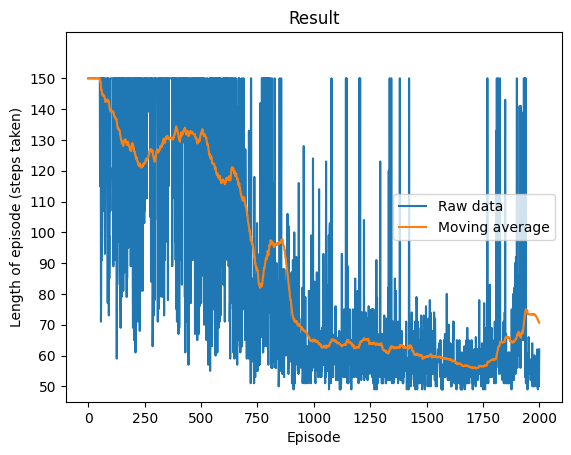 Result
Length of episode (steps taken)
150
140
130
120
110
100
90
80
70
60
50
Raw data
Moving average
0 250 500 750 1000 1250 1500 1750 2000
Episode